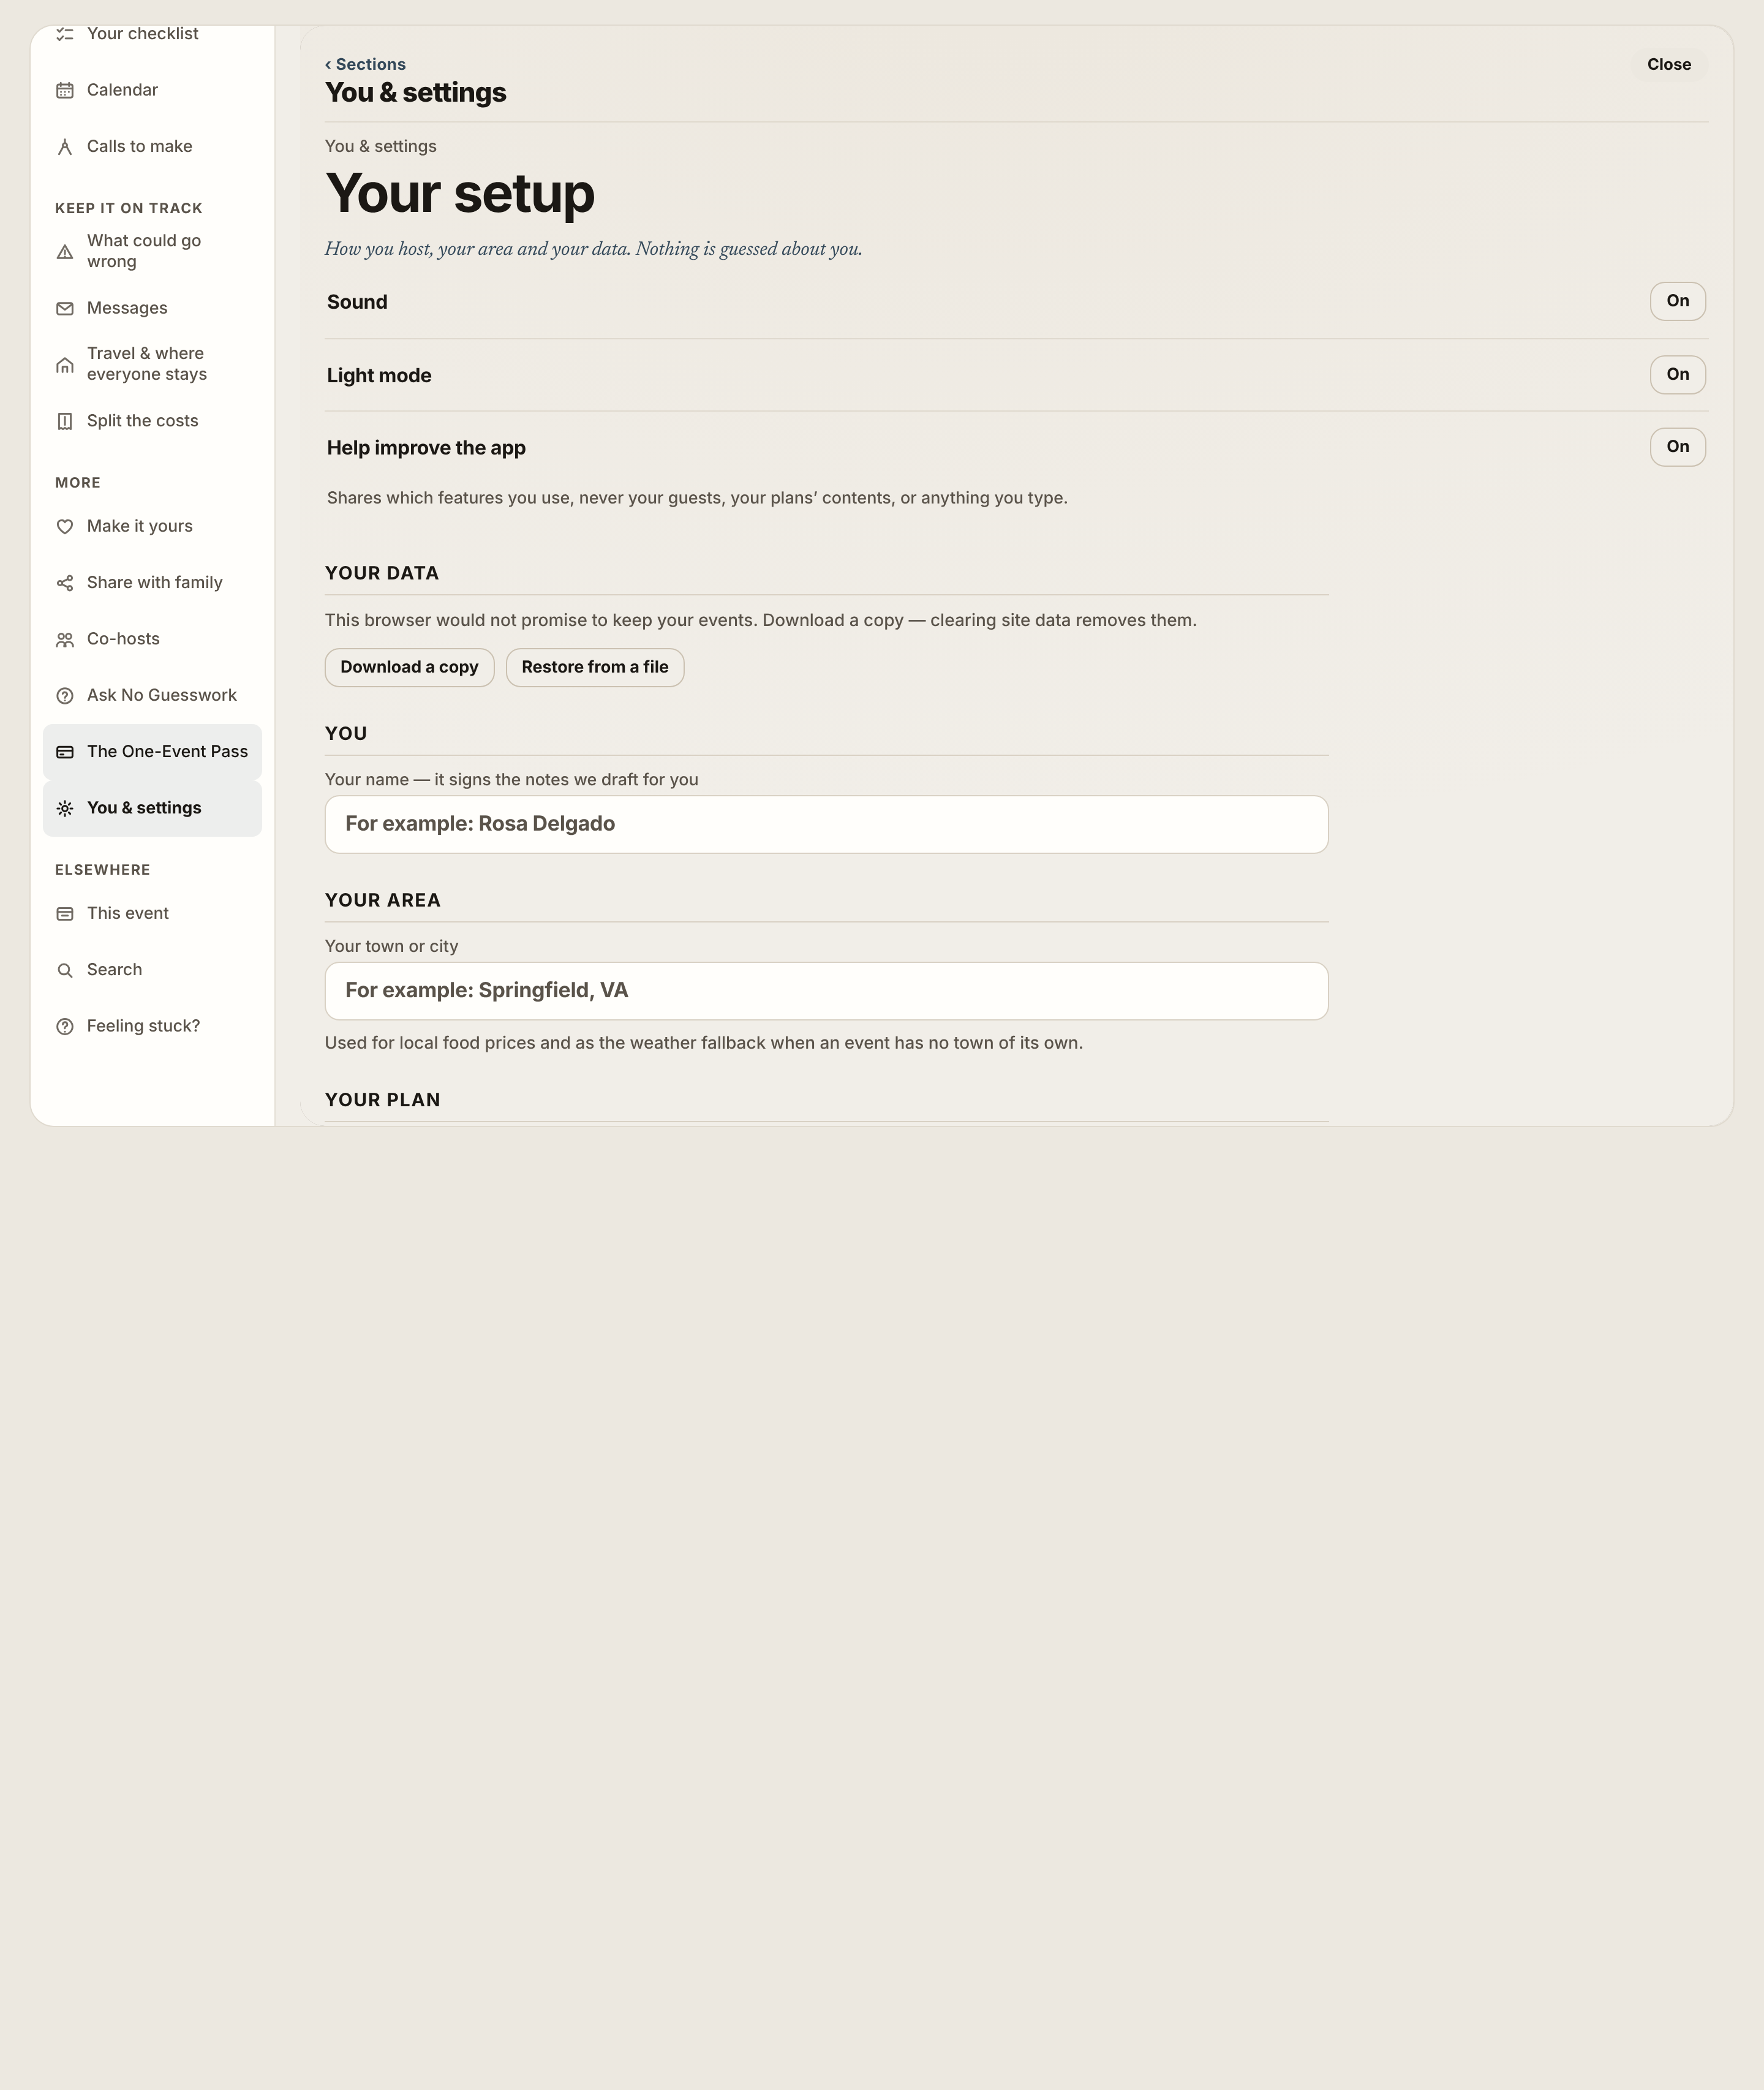 Your checklist
Calendar
Calls to make
KEEP IT ON TRACK
What could go
wrong
Messages
Travel & where
everyone stays
Split the costs
MORE
Make it yours
Share with family
Co-hosts
Ask No Guesswork
The One-Event Pass
You & settings
ELSEWHERE
This event
Search
Feeling stuck?
‹ Sections
Close
You & settings
You & settings
Your setup
How you host, your area and your data. Nothing is guessed about you.
Sound
On
Light mode
On
Help improve the app
On
Shares which features you use, never your guests, your plans’ contents, or anything you type.
YOUR DATA
This browser would not promise to keep your events. Download a copy — clearing site data removes them.
Download a copy
Restore from a file
YOU
Your name — it signs the notes we draft for you
For example: Rosa Delgado
YOUR AREA
Your town or city
For example: Springfield, VA
Used for local food prices and as the weather fallback when an event has no town of its own.
YOUR PLAN